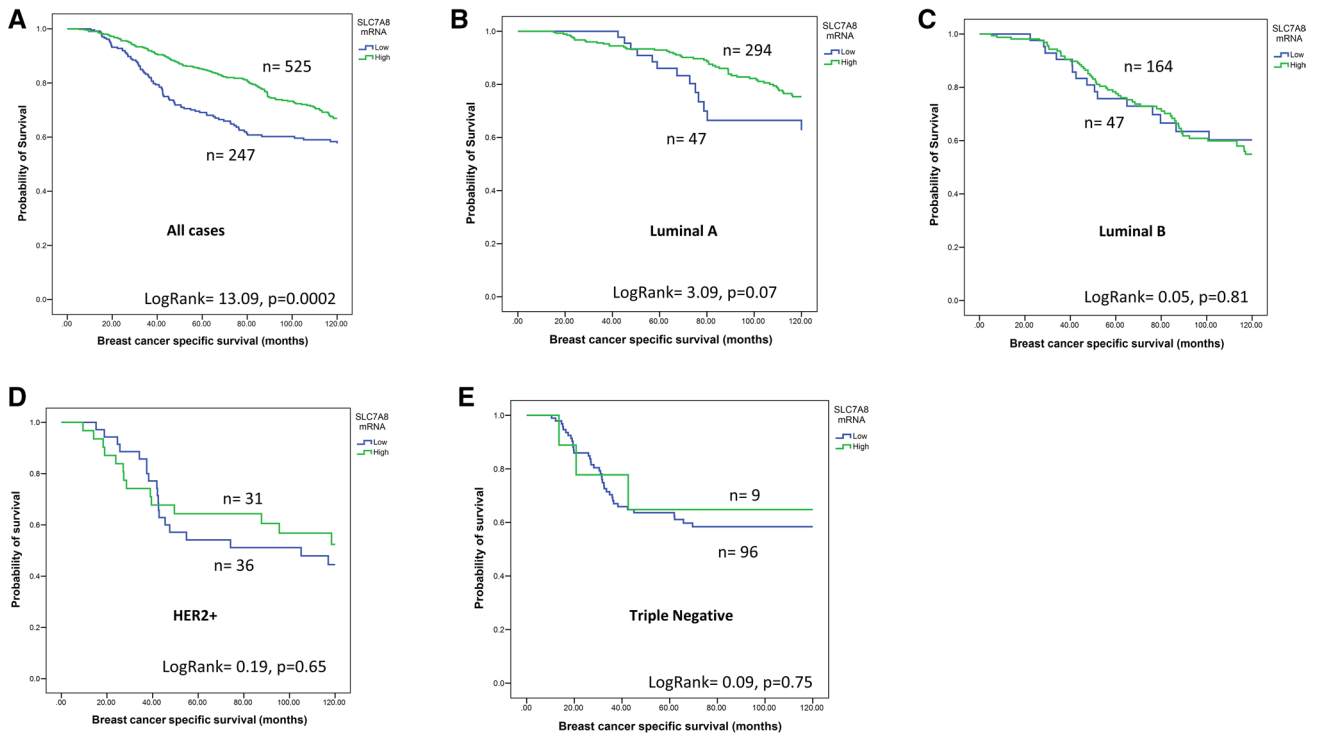 A
SLC7A8
mRNA
Low
High
1.0
0.8
0.6
0.4
0.2
0.0
Probability of Survival
n= 525
n= 247
All cases
LogRank= 13.09, p=0.0002
.00 20.00 40.00 60.00 80.00 100.00 120.00
Breast cancer specific survival (months)
B
SLC7A8
mRNA
Low
High
1.0
0.8
0.6
0.4
0.2
0.0
Probability of Survival
n= 294
n= 47
Luminal A
LogRank= 3.09, p=0.07
.00 20.00 40.00 60.00 80.00 100.00 120.00
Breast cancer specific survival (months)
C
SLC7A8
mRNA
Low
High
1.0
0.8
0.6
0.4
0.2
0.0
Probability of Survival
n= 164
n= 47
Luminal B
LogRank= 0.05, p=0.81
.00 20.00 40.00 60.00 80.00 100.00 120.00
Breast cancer specific survival (months)
D
SLC7A8
mRNA
Low
High
1.0
0.8
0.6
0.4
0.2
0.0
Probability of survival
n= 31
n= 36
HER2+
LogRank= 0.19, p=0.65
.00 20.00 40.00 60.00 80.00 100.00 120.00
Breast cancer specific survival (months)
E
SLC7A8
mRNA
Low
High
1.0
0.8
0.6
0.4
0.2
0.0
Probability of survival
n= 9
n= 96
Triple Negative
LogRank= 0.09, p=0.75
.00 20.00 40.00 60.00 80.00 100.00 120.00
Breast cancer specific survival (months)